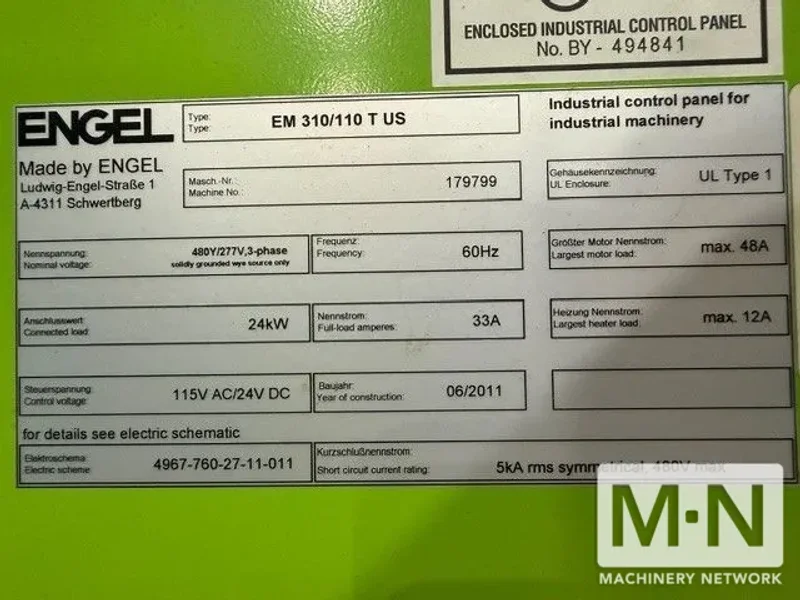 ENCLOSED INDUSTRIAL CONTROL PANEL
No. BY - 494841
ENGEL
Type:
Type:
EM 310/110 T US
Industrial control panel for
industrial machinery
Made by ENGEL
Ludwig-Engel-Straße 1
A-4311 Schwertberg
Masch.-Nr.:
Machine No.:
179799
Gehäusekennzeichnung:
UL Enclosure:
UL Type 1
Nennspannung:
Nominal voltage:
480Y/277V,3-phase
solidly grounded wye source only
Frequenz:
Frequency:
60Hz
Größter Motor Nennstrom:
Largest motor load:
max. 48A
Anschlusswert:
Connected load:
24kW
Nennstrom:
Full-load amperes:
33A
Heizung Nennstrom:
Largest heater load:
max. 12A
Steuerspannung:
Control voltage:
115V AC/24V DC
Baujahr:
Year of construction:
06/2011
for details see electric schematic
Elektroschema:
Electric scheme:
4967-760-27-11-011
Kurzschlußnennstrom:
Short circuit current rating:
5kA rms symmetrical, 480V max
M·N
MACHINERY NETWORK